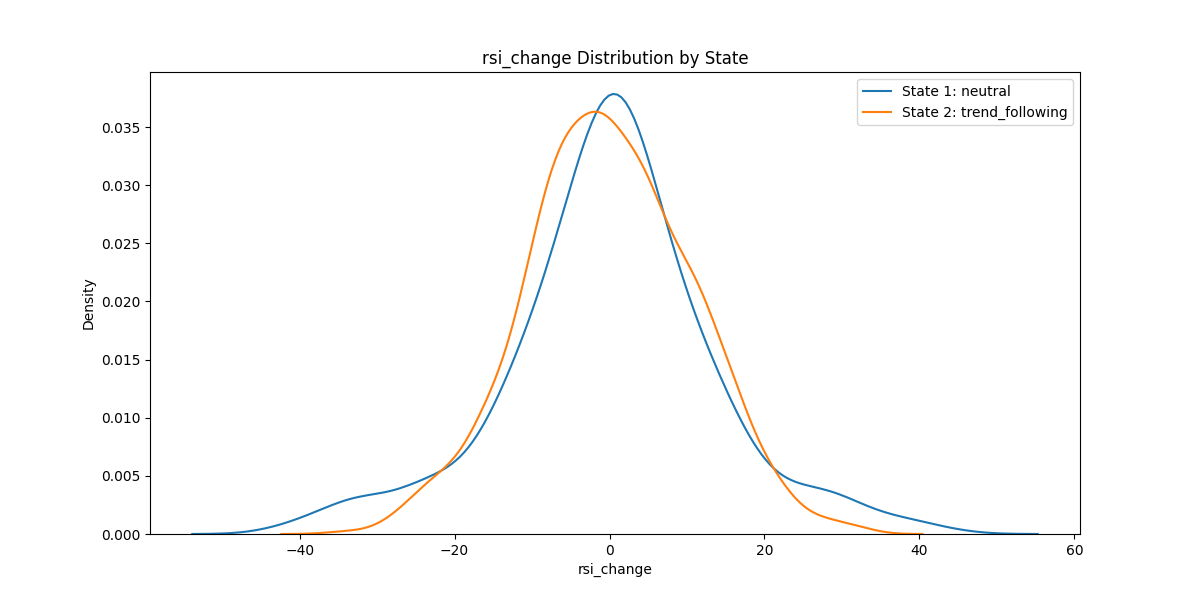 rsi_change Distribution by State
State 1: neutral
State 2: trend_following
Density
0.035
0.030
0.025
0.020
0.015
0.010
0.005
0.000
−40
−20
0
20
40
60
rsi_change